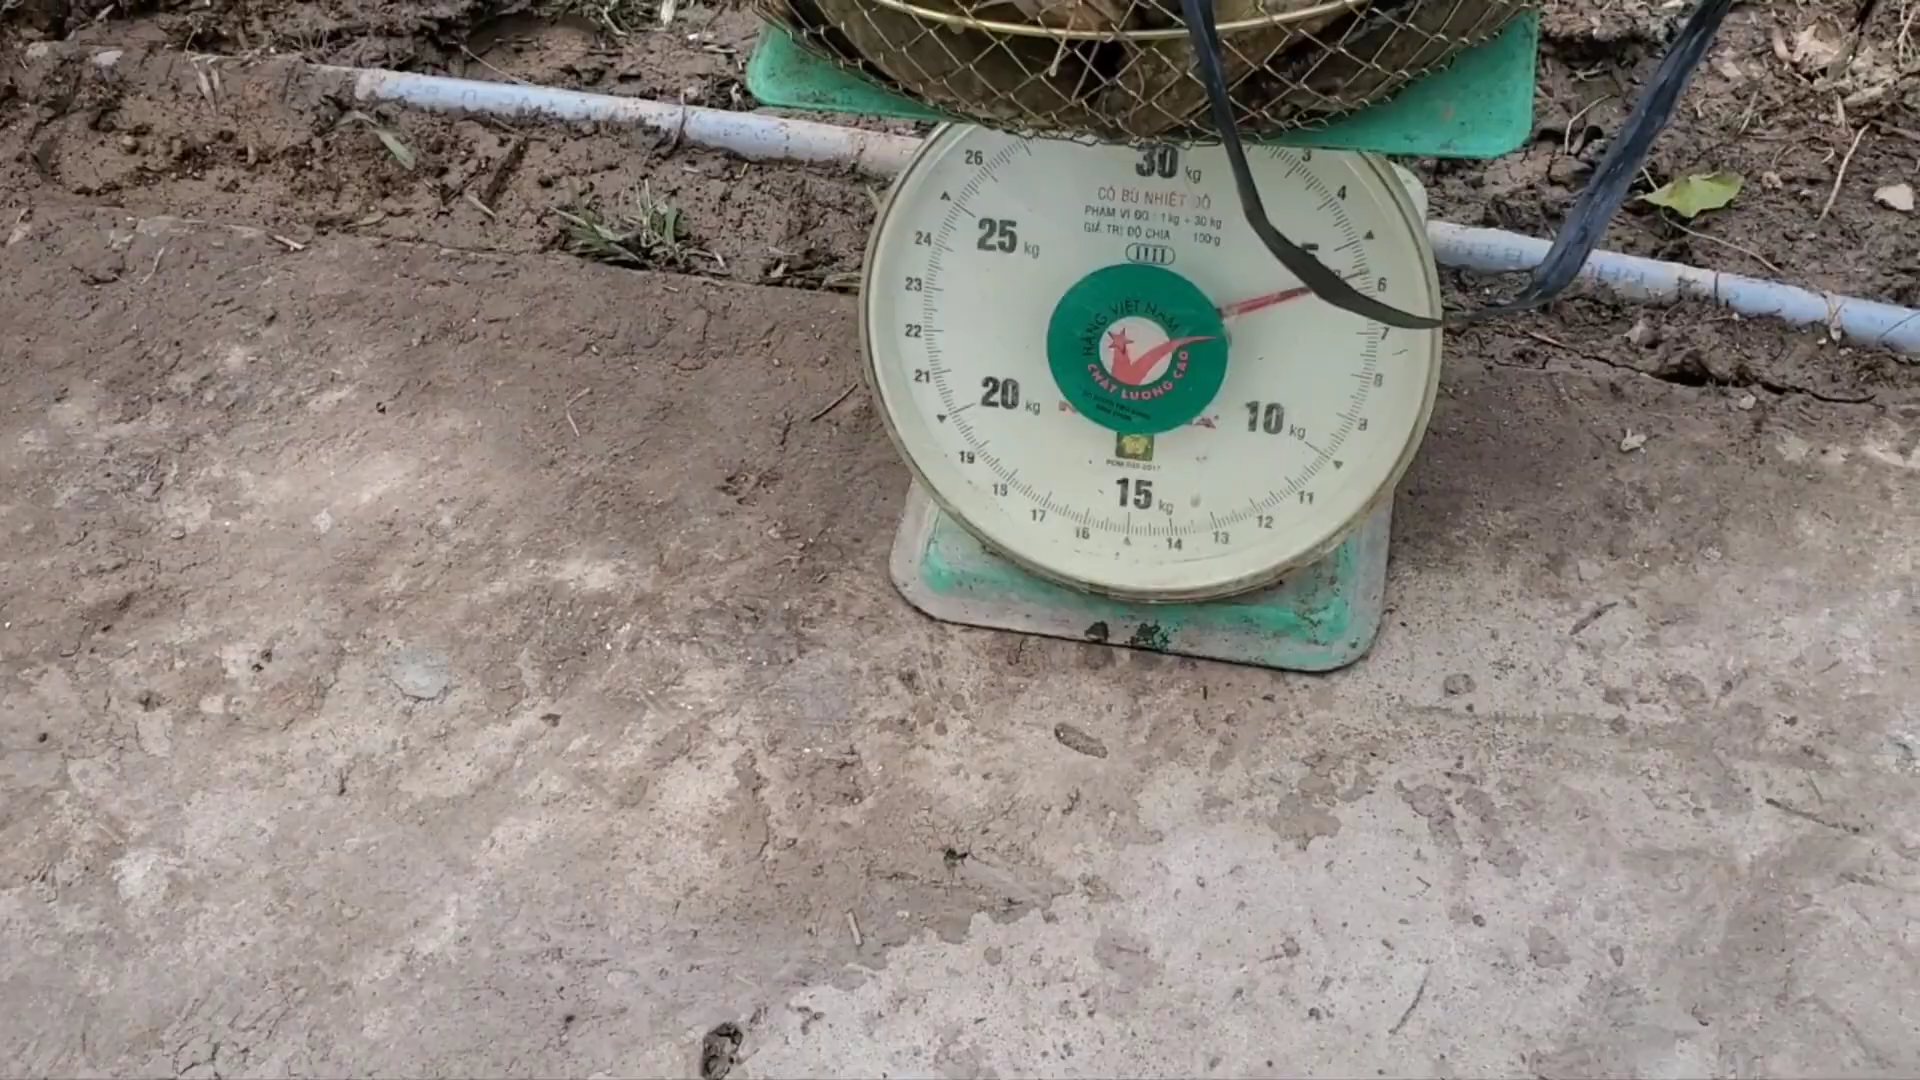 30 kg
CÓ BÙ NHIỆT ĐỘ
PHẠM VI ĐO : 1 kg ÷ 30 kg
GIÁ TRỊ ĐỘ CHIA 100 g
3
4
5
6
7
8
9
10 kg
11
12
13
14
15 kg
16
17
18
19
20 kg
21
22
23
24
25 kg
26
HÀNG VIỆT NAM
CHẤT LƯỢNG CAO